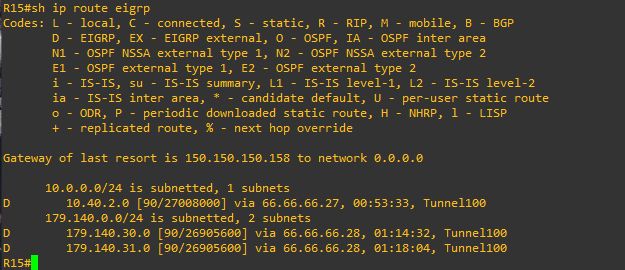 R15#sh ip route eigrp
Codes: L - local, C - connected, S - static, R - RIP, M - mobile, B - BGP
       D - EIGRP, EX - EIGRP external, O - OSPF, IA - OSPF inter area
       N1 - OSPF NSSA external type 1, N2 - OSPF NSSA external type 2
       E1 - OSPF external type 1, E2 - OSPF external type 2
       i - IS-IS, su - IS-IS summary, L1 - IS-IS level-1, L2 - IS-IS level-2
       ia - IS-IS inter area, * - candidate default, U - per-user static route
       o - ODR, P - periodic downloaded static route, H - NHRP, l - LISP
       + - replicated route, % - next hop override
Gateway of last resort is 150.150.150.158 to network 0.0.0.0
      10.0.0.0/24 is subnetted, 1 subnets
D        10.40.2.0 [90/27008000] via 66.66.66.27, 00:53:33, Tunnel100
      179.140.0.0/24 is subnetted, 2 subnets
D        179.140.30.0 [90/26905600] via 66.66.66.28, 01:14:32, Tunnel100
D        179.140.31.0 [90/26905600] via 66.66.66.28, 01:18:04, Tunnel100
R15#